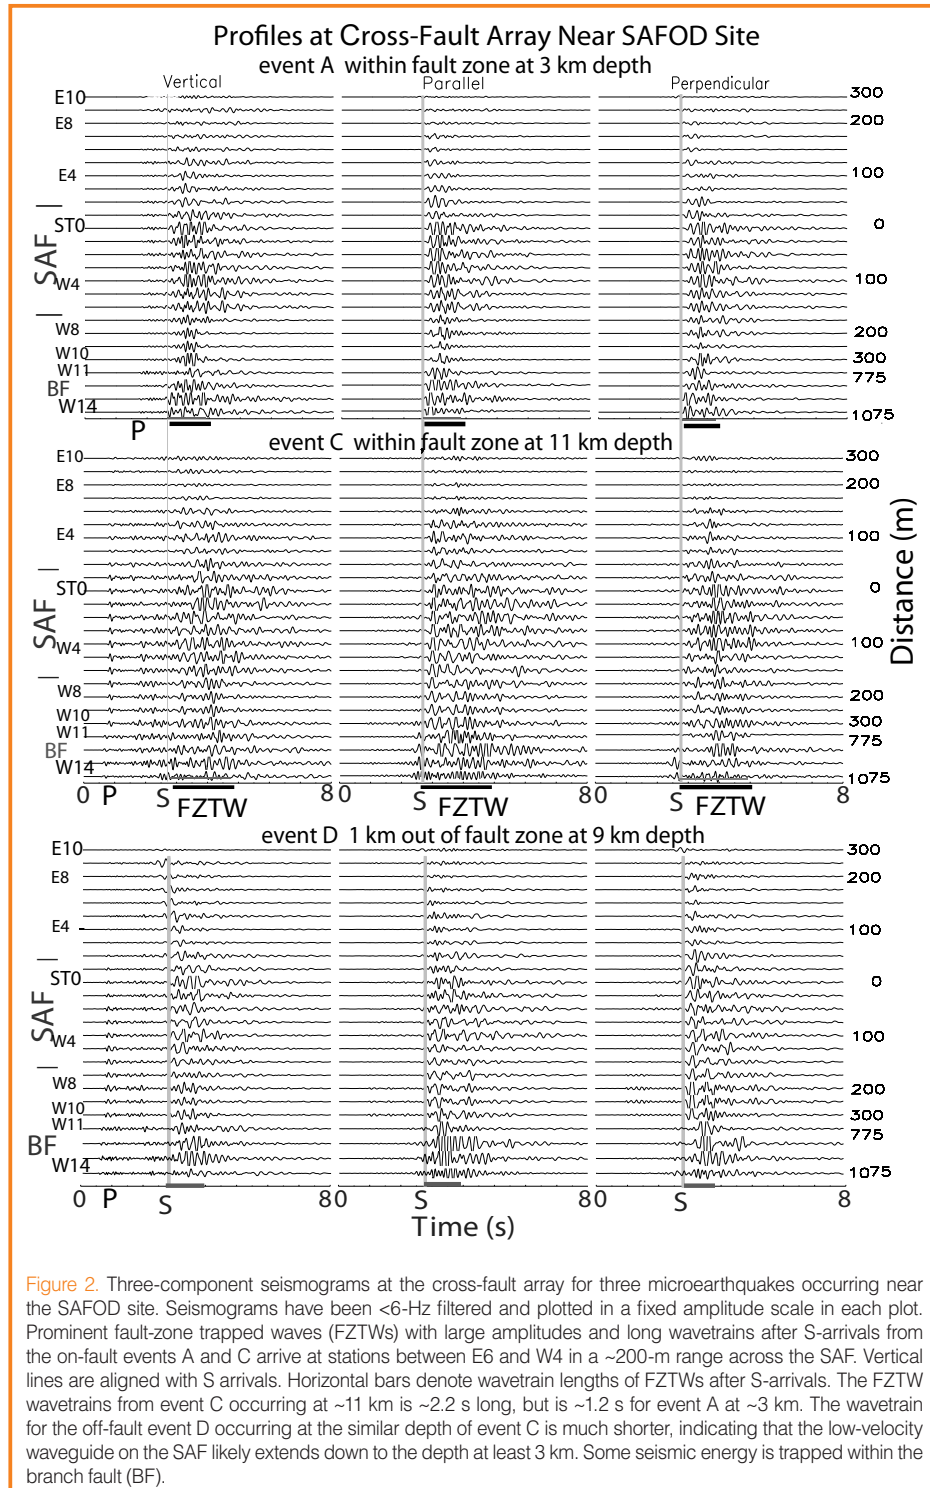 Profiles at Cross-Fault Array Near SAFOD Site
event A within fault zone at 3 km depth
Vertical Parallel Perpendicular
E10 300
E8 200
E4 100
ST0 0
SAF
W4 100
W8 200
W10 300
W11 775
BF
W14 1075
P
event C within fault zone at 11 km depth
E10 300
E8 200
E4 100
ST0 0
SAF
W4 100
W8 200
W10 300
W11 775
BF
W14 1075
Distance (m)
0 P S 8 0 S 8 0 S 8
FZTW FZTW FZTW
event D 1 km out of fault zone at 9 km depth
E10 300
E8 200
E4 100
ST0 0
SAF
W4 100
W8 200
W10 300
W11 775
BF
W14 1075
0 P S 8 0 S 8 0 S 8
Time (s)
Figure 2. Three-component seismograms at the cross-fault array for three microearthquakes occurring near
the SAFOD site. Seismograms have been <6-Hz filtered and plotted in a fixed amplitude scale in each plot.
Prominent fault-zone trapped waves (FZTWs) with large amplitudes and long wavetrains after S-arrivals from
the on-fault events A and C arrive at stations between E6 and W4 in a ~200-m range across the SAF. Vertical
lines are aligned with S arrivals. Horizontal bars denote wavetrain lengths of FZTWs after S-arrivals. The FZTW
wavetrains from event C occurring at ~11 km is ~2.2 s long, but is ~1.2 s for event A at ~3 km. The wavetrain
for the off-fault event D occurring at the similar depth of event C is much shorter, indicating that the low-velocity
waveguide on the SAF likely extends down to the depth at least 3 km. Some seismic energy is trapped within the
branch fault (BF).